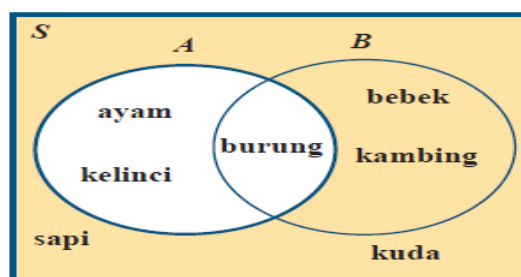 S
A B
ayam
bebek
burung
kambing
kelinci
sapi
kuda